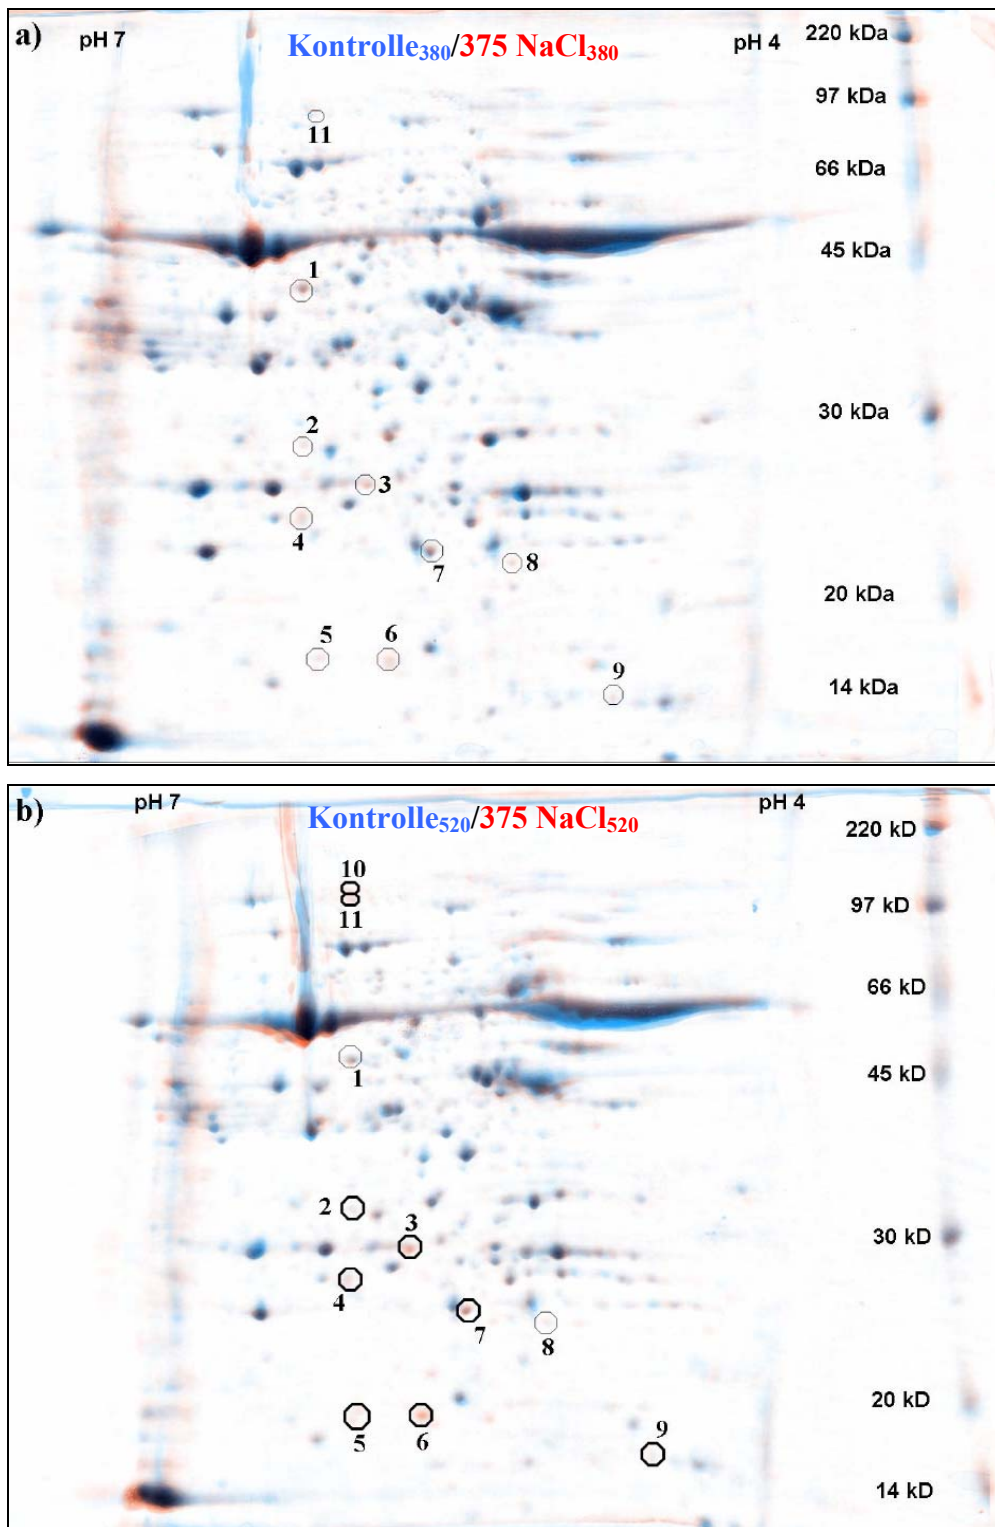 a) pH 7 Kontrolle380/375 NaCl380 pH 4 220 kDa
97 kDa
11
66 kDa
45 kDa
1
30 kDa
2
3
4
7
8
20 kDa
5 6
9
14 kDa
b) pH 7 Kontrolle520/375 NaCl520 pH 4
220 kD
10
97 kD
11
66 kD
1
45 kD
2
3
30 kD
4
7
8
20 kD
5 6 9
14 kD